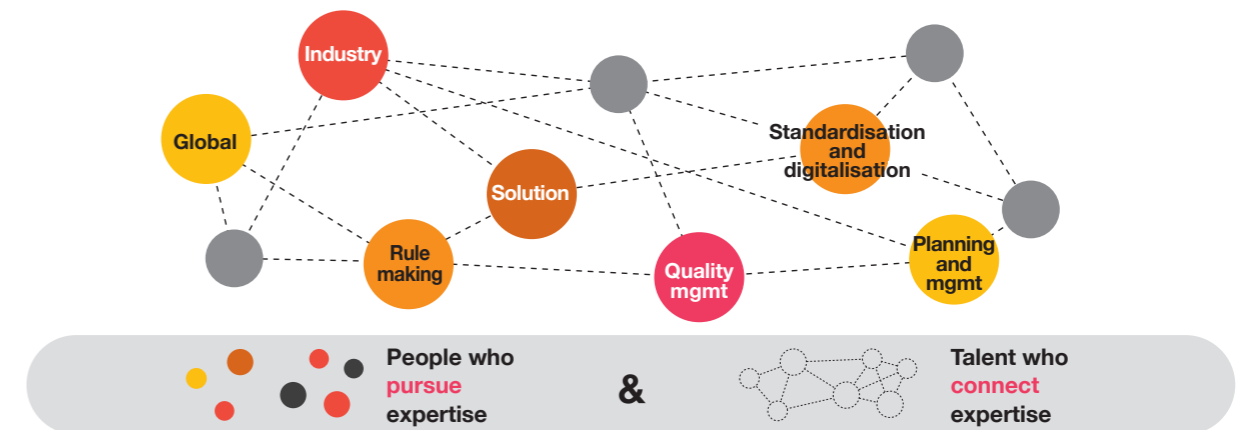 Industry
Global
Standardisation
and
digitalisation
Solution
Rule
making
Quality
mgmt
Planning
and
mgmt
People who
pursue
expertise
&
Talent who
connect
expertise